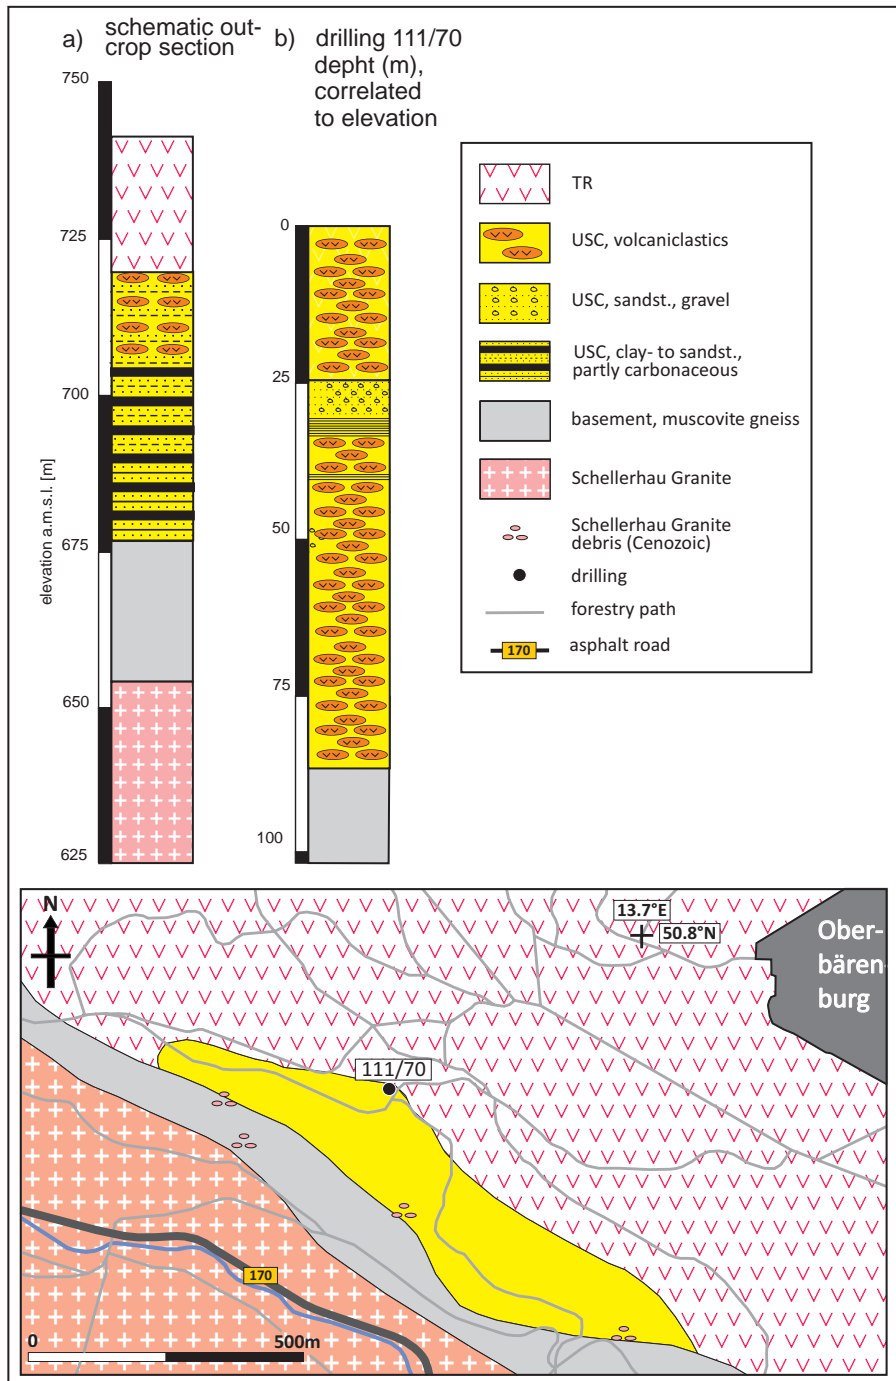 a)
schematic out-
crop section
b)
drilling 111/70
depht (m),
correlated
to elevation
750
725
700
675
650
625
elevation a.m.s.l. [m]
0
25
50
75
100
TR
USC, volcaniclastics
USC, sandst., gravel
USC, clay- to sandst.,
partly carbonaceous
basement, muscovite gneiss
Schellerhau Granite
Schellerhau Granite
debris (Cenozoic)
drilling
forestry path
170
asphalt road
N
13.7°E
50.8°N
Ober-
bären-
burg
111/70
170
0
500m